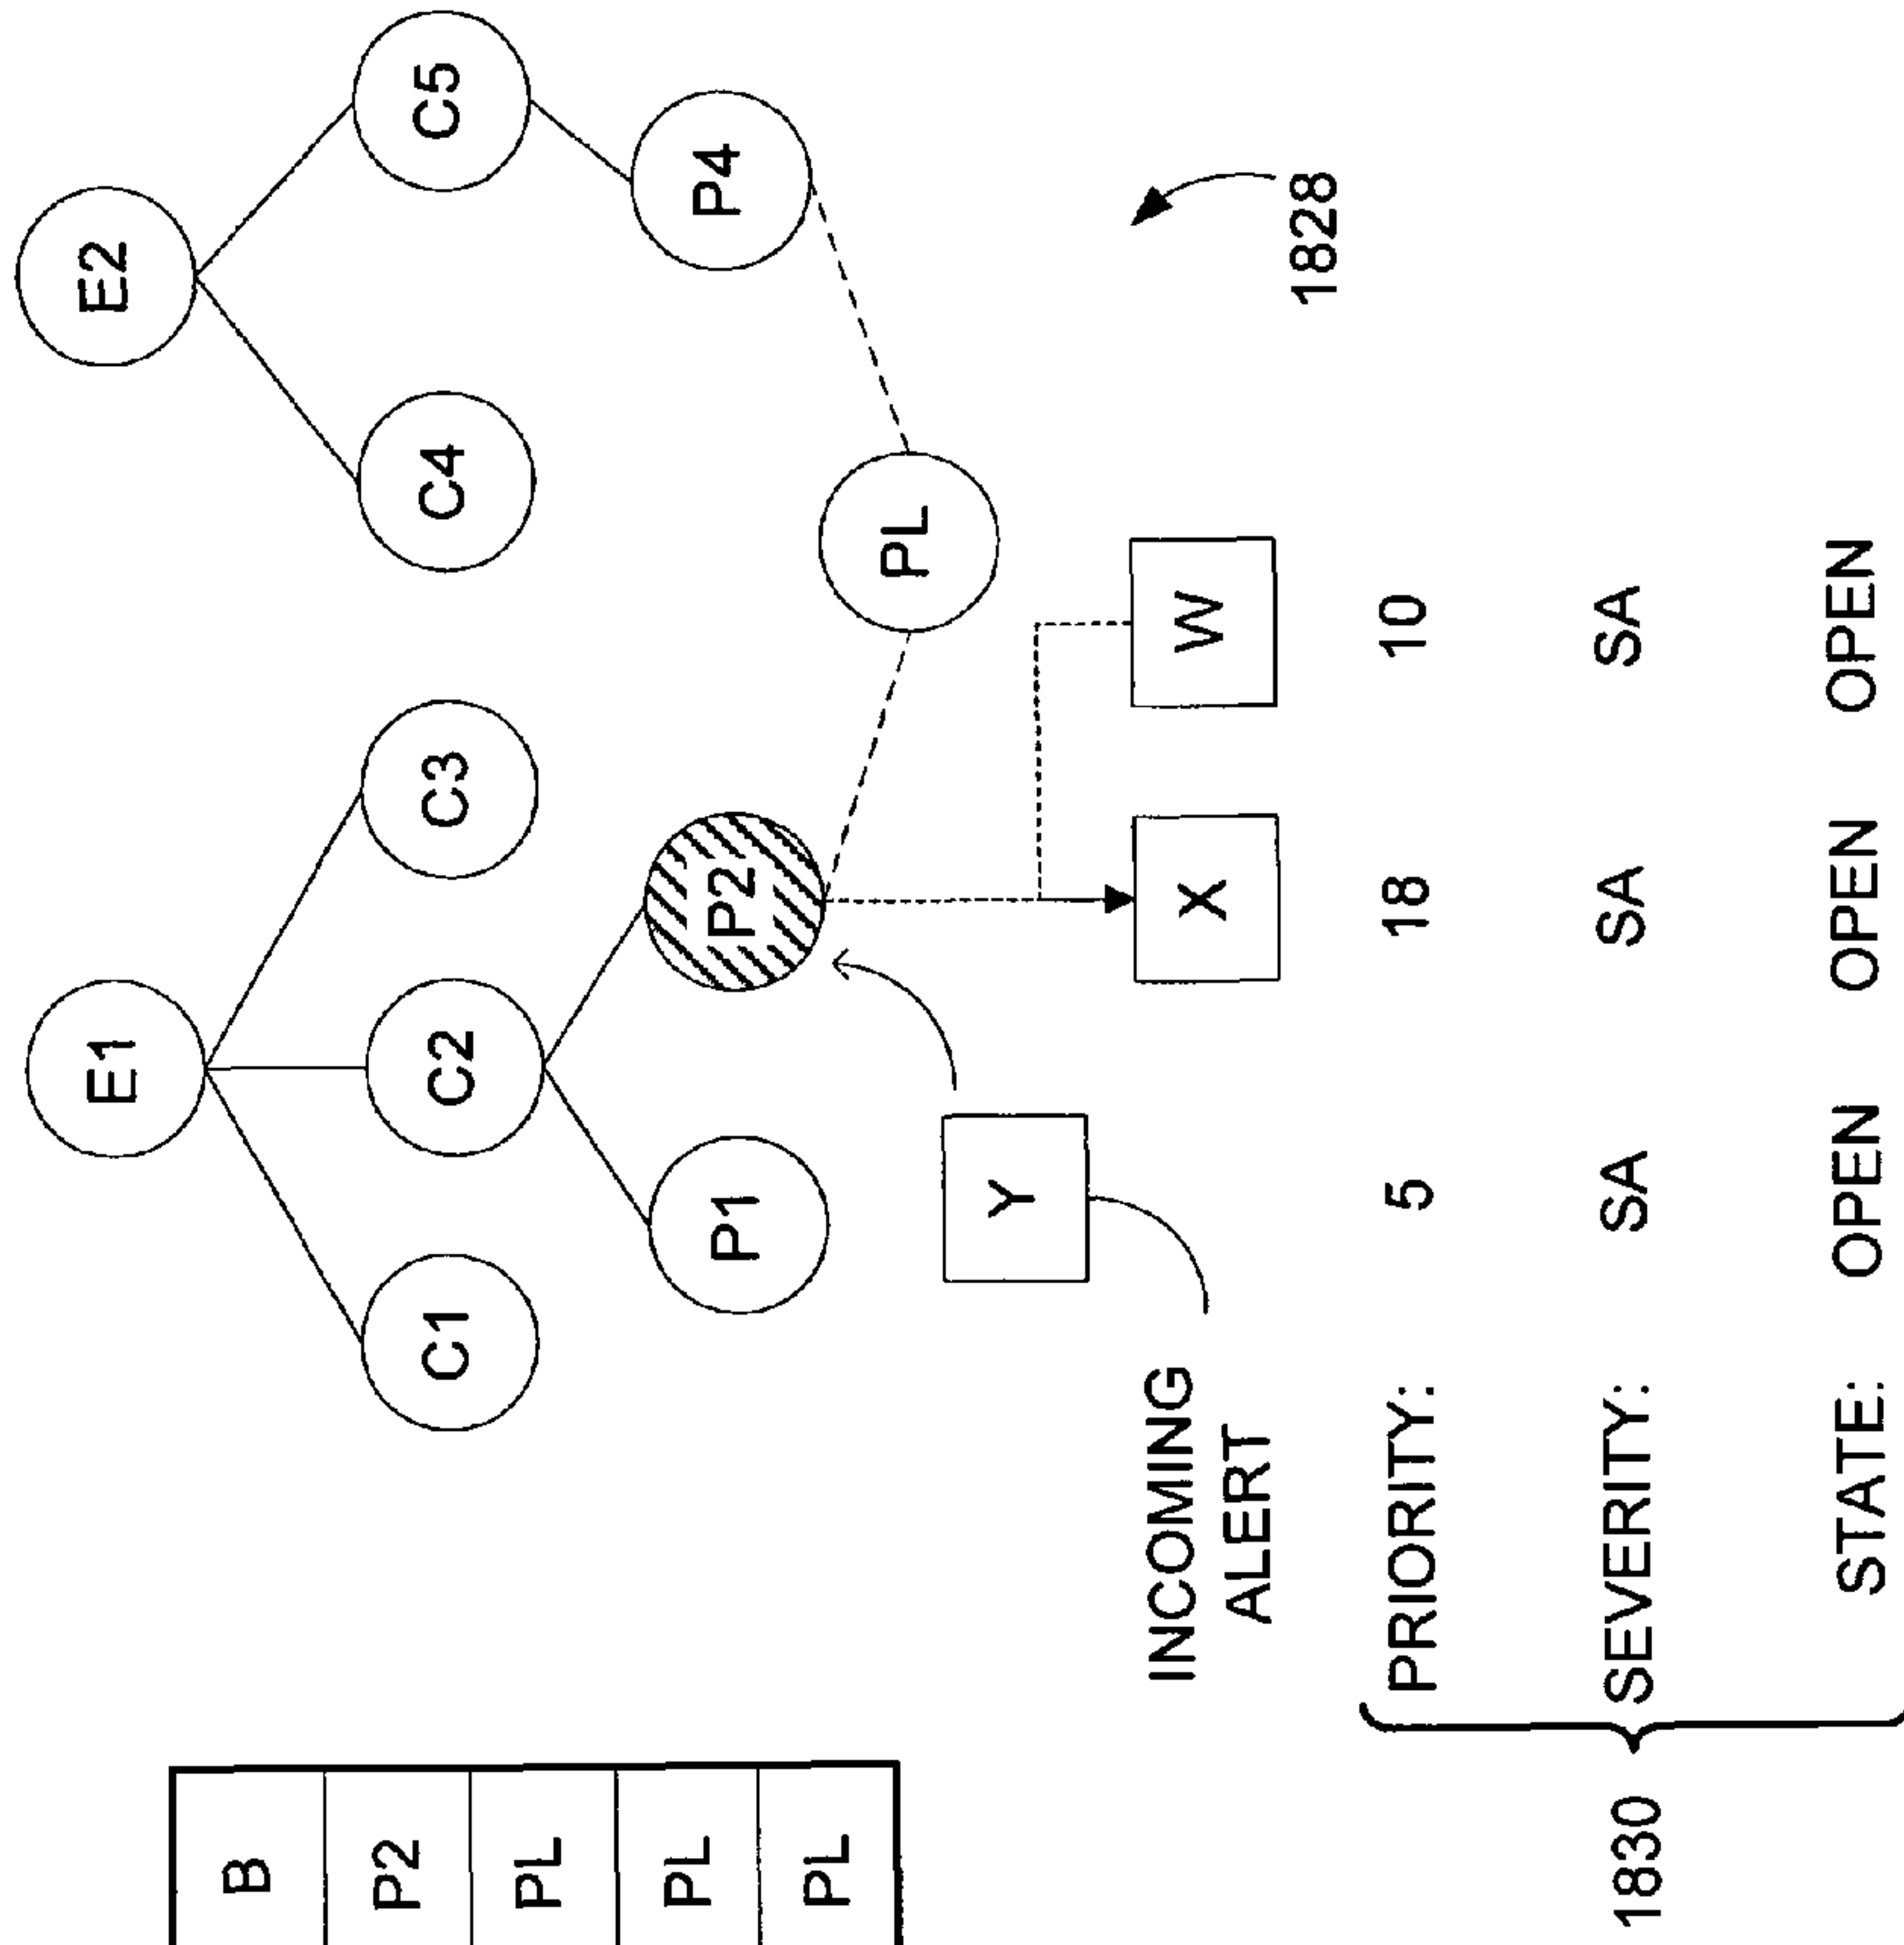 E1 E2
B
P2
PL
PL
PL
C1 C2 C3 C4 C5
P1 P2 P4
PL
Y
X W
INCOMING
ALERT
1828
PRIORITY: 5 18 10
1830 SEVERITY: SA SA SA
STATE: OPEN OPEN OPEN